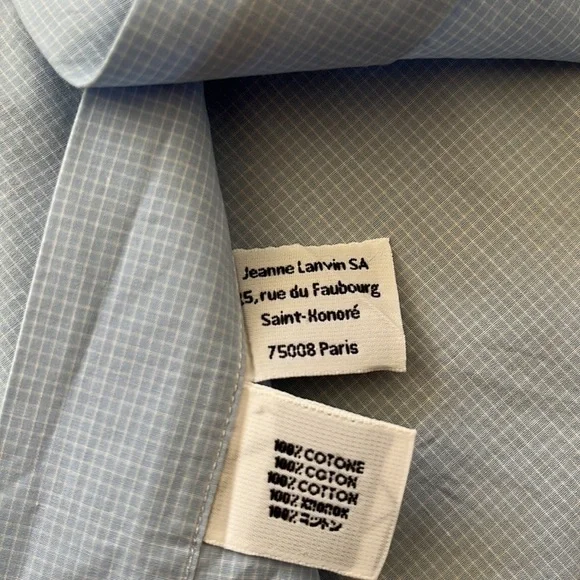 Jeanne Lanvin SA
15, rue du Faubourg
Saint-Honoré
75008 Paris
100% COTONE
100% COTON
100% COTTON
100% ХЛОПОК
100% コットン